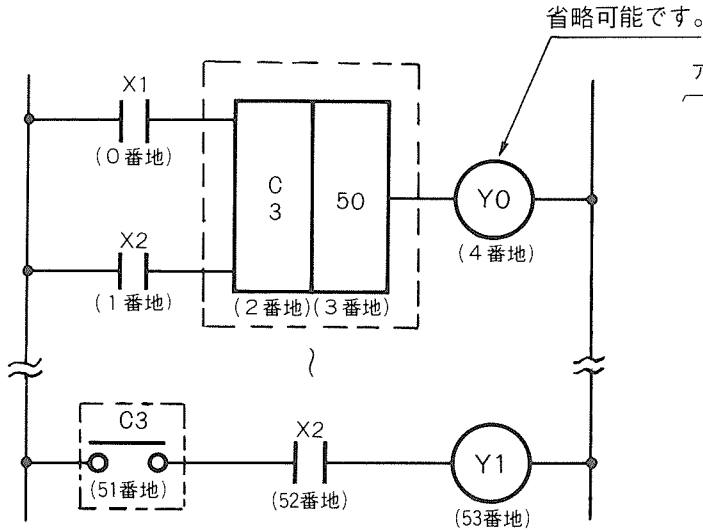 省略可能です。
X1
(0番地)
C
3
50
Y0
(4番地)
X2
(1番地)
(2番地)(3番地)
C3
(51番地)
X2
(52番地)
Y1
(53番地)